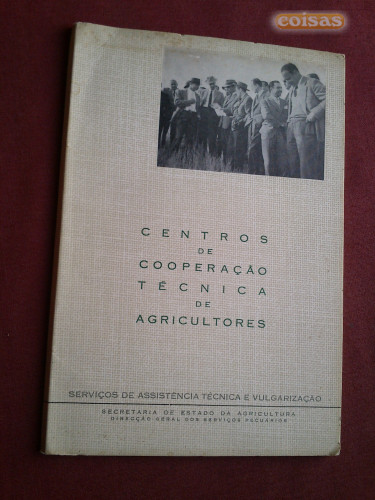 coisas
CENTROS
DE
COOPERAÇÃO
TÉCNICA
DE
AGRICULTORES
SERVIÇOS DE ASSISTÊNCIA TÉCNICA E VULGARIZAÇÃO
SECRETARIA DE ESTADO DA AGRICULTURA
DIRECÇÃO GERAL DOS SERVIÇOS PECUÁRIOS